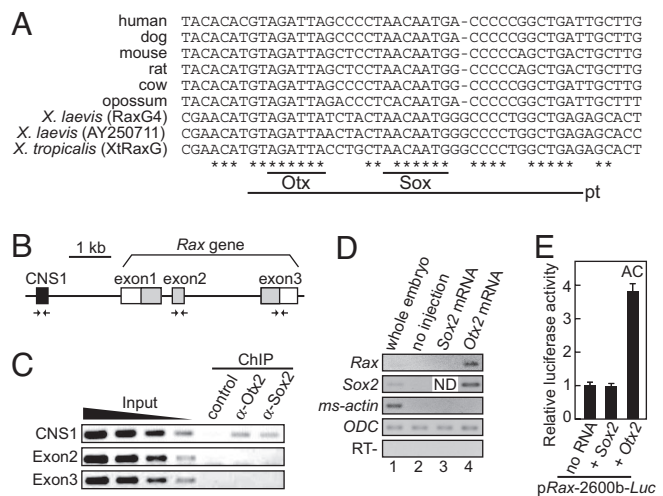 A
human TACACACGTAGATTAGCCCCTAACAATGA-CCCCCGGCTGATTGCTTG
dog TACACATGTAGATTAGCCCCTAACAATGA-CCCCCGGCTGATTGCTTG
mouse TACACATGTAGATTAGCTCCTAACAATGG-CCCCCAGCTGACTGCTTG
rat TACACATGTAGATTAGCTCCTAACAATGG-CCCCCAGCTGACTGCTTG
cow TACACATGTAGATTAGCCCCTAACAATGA-CCCCCGGCTGATTGCTTG
opossum TACACATGTAGATTAGACCCTCACAATGA-CCCCCGGCTGATTGCTTT
X. laevis (RaxG4) CGAACATGTAGATTATCTACTAACAATGGGCCCCTGGCTGAGAGCACT
X. laevis (AY250711) CGAACATGTAGATTAACTACTAACAATGGGCCCCTGGCTGAGAGCACC
X. tropicalis (XtRaxG) CGAACATGTAGATTACCTGCTAACAATGGGCCCCTGGCTGAGAGCACT
*** ******** ** ******* **** ***** **
Otx Sox
pt
B
1 kb
Rax gene
CNS1 exon1 exon2 exon3
C
ChIP
Input control α-Otx2 α-Sox2
CNS1
Exon2
Exon3
D
whole embryo no injection Sox2 mRNA Otx2 mRNA
Rax
Sox2 ND
ms-actin
ODC
RT-
1 2 3 4
E
Relative luciferase activity
AC
4
2
1
0
no RNA + Sox2 + Otx2
pRax-2600b-Luc